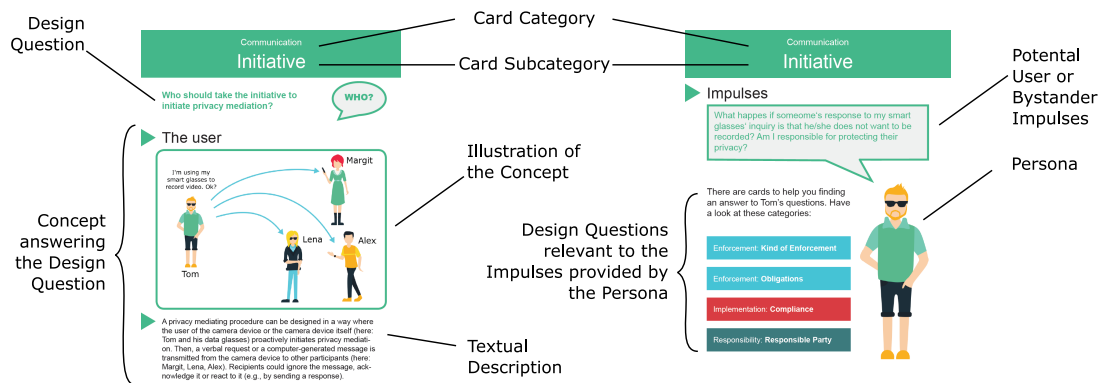 Design
Question
Card Category
Card Subcategory
Communication
Initiative
Who should take the initiative to
initiate privacy mediation?
WHO?
The user
I'm using my
smart glasses to
record video. Ok?
Margit
Lena
Alex
Tom
A privacy mediating procedure can be designed in a way where
the user of the camera device or the camera device itself (here:
Tom and his data glasses) proactively initiates privacy mediati-
on. Then, a verbal request or a computer-generated message is
transmitted from the camera device to other participants (here:
Margit, Lena, Alex). Recipients could ignore the message, ack-
nowledge it or react to it (e.g., by sending a response).
Concept
answering
the Design
Question
Illustration of
the Concept
Textual
Description
Communication
Initiative
Impulses
What happes if someone's response to my smart
glasses' inquiry is that he/she does not want to be
recorded? Am I responsible for protecting their
privacy?
There are cards to help you finding
an answer to Tom's questions. Have
a look at these categories:
Enforcement: Kind of Enforcement
Enforcement: Obligations
Implementation: Compliance
Responsibility: Responsible Party
Design Questions
relevant to the
Impulses provided by
the Persona
Potental
User or
Bystander
Impulses
Persona